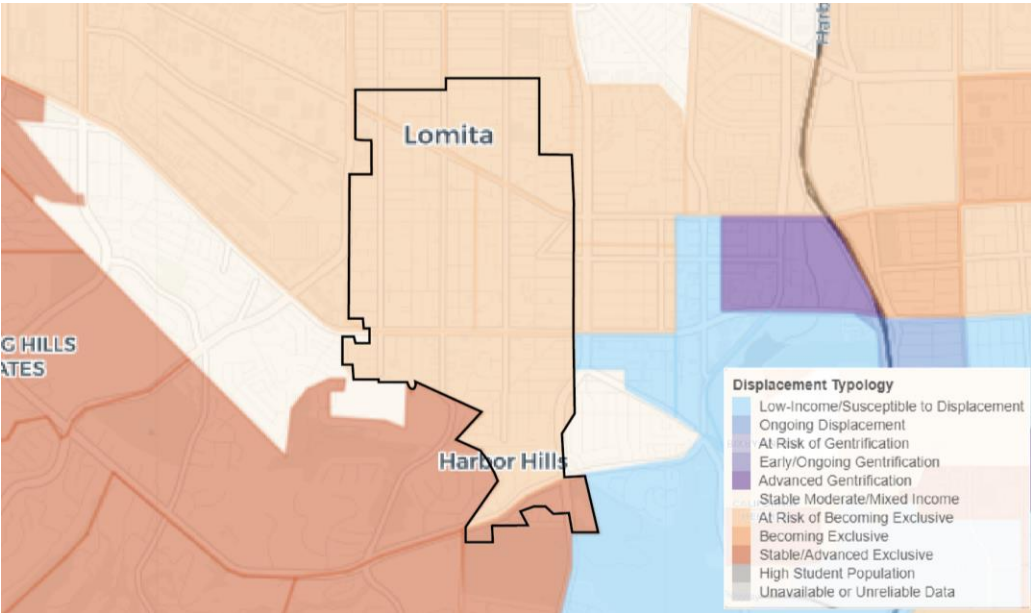 Harb
Lomita
G HILLS
ATES
Harbor Hills
Displacement Typology
Low-Income/Susceptible to Displacement
Ongoing Displacement
At Risk of Gentrification
Early/Ongoing Gentrification
Advanced Gentrification
Stable Moderate/Mixed Income
At Risk of Becoming Exclusive
Becoming Exclusive
Stable/Advanced Exclusive
High Student Population
Unavailable or Unreliable Data